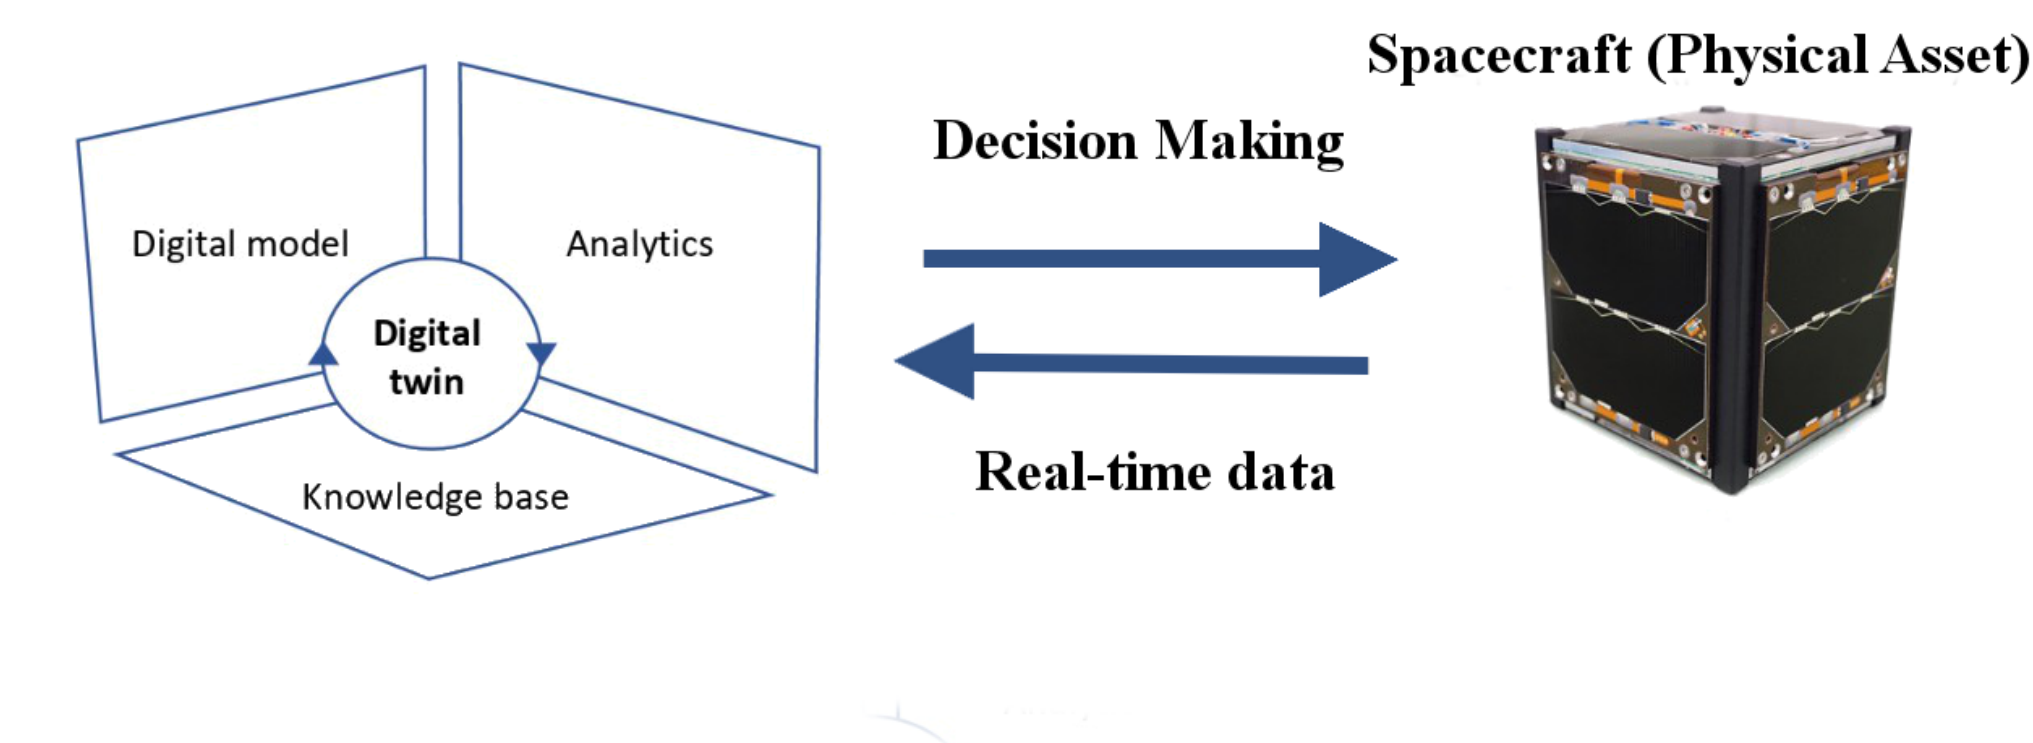 Spacecraft (Physical Asset)
Decision Making
Digital model
Analytics
Digital
twin
Real-time data
Knowledge base